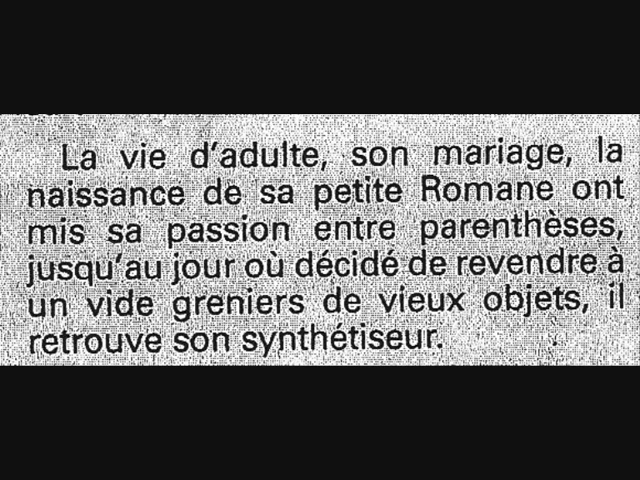 La vie d'adulte, son mariage, la
naissance de sa petite Romane ont
mis sa passion entre parenthèses,
jusqu'au jour où décidé de revendre à
un vide greniers de vieux objets, il
retrouve son synthétiseur.